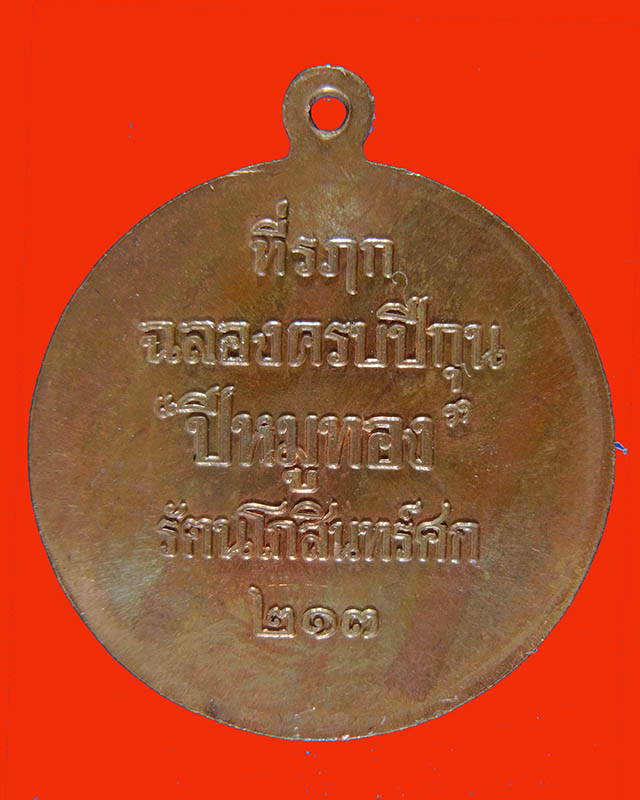 ที่รฦก
ฉลองครบปีกุน
“ปีหมูทอง”
รัตนโกสินทร์ศก
๒๑๓